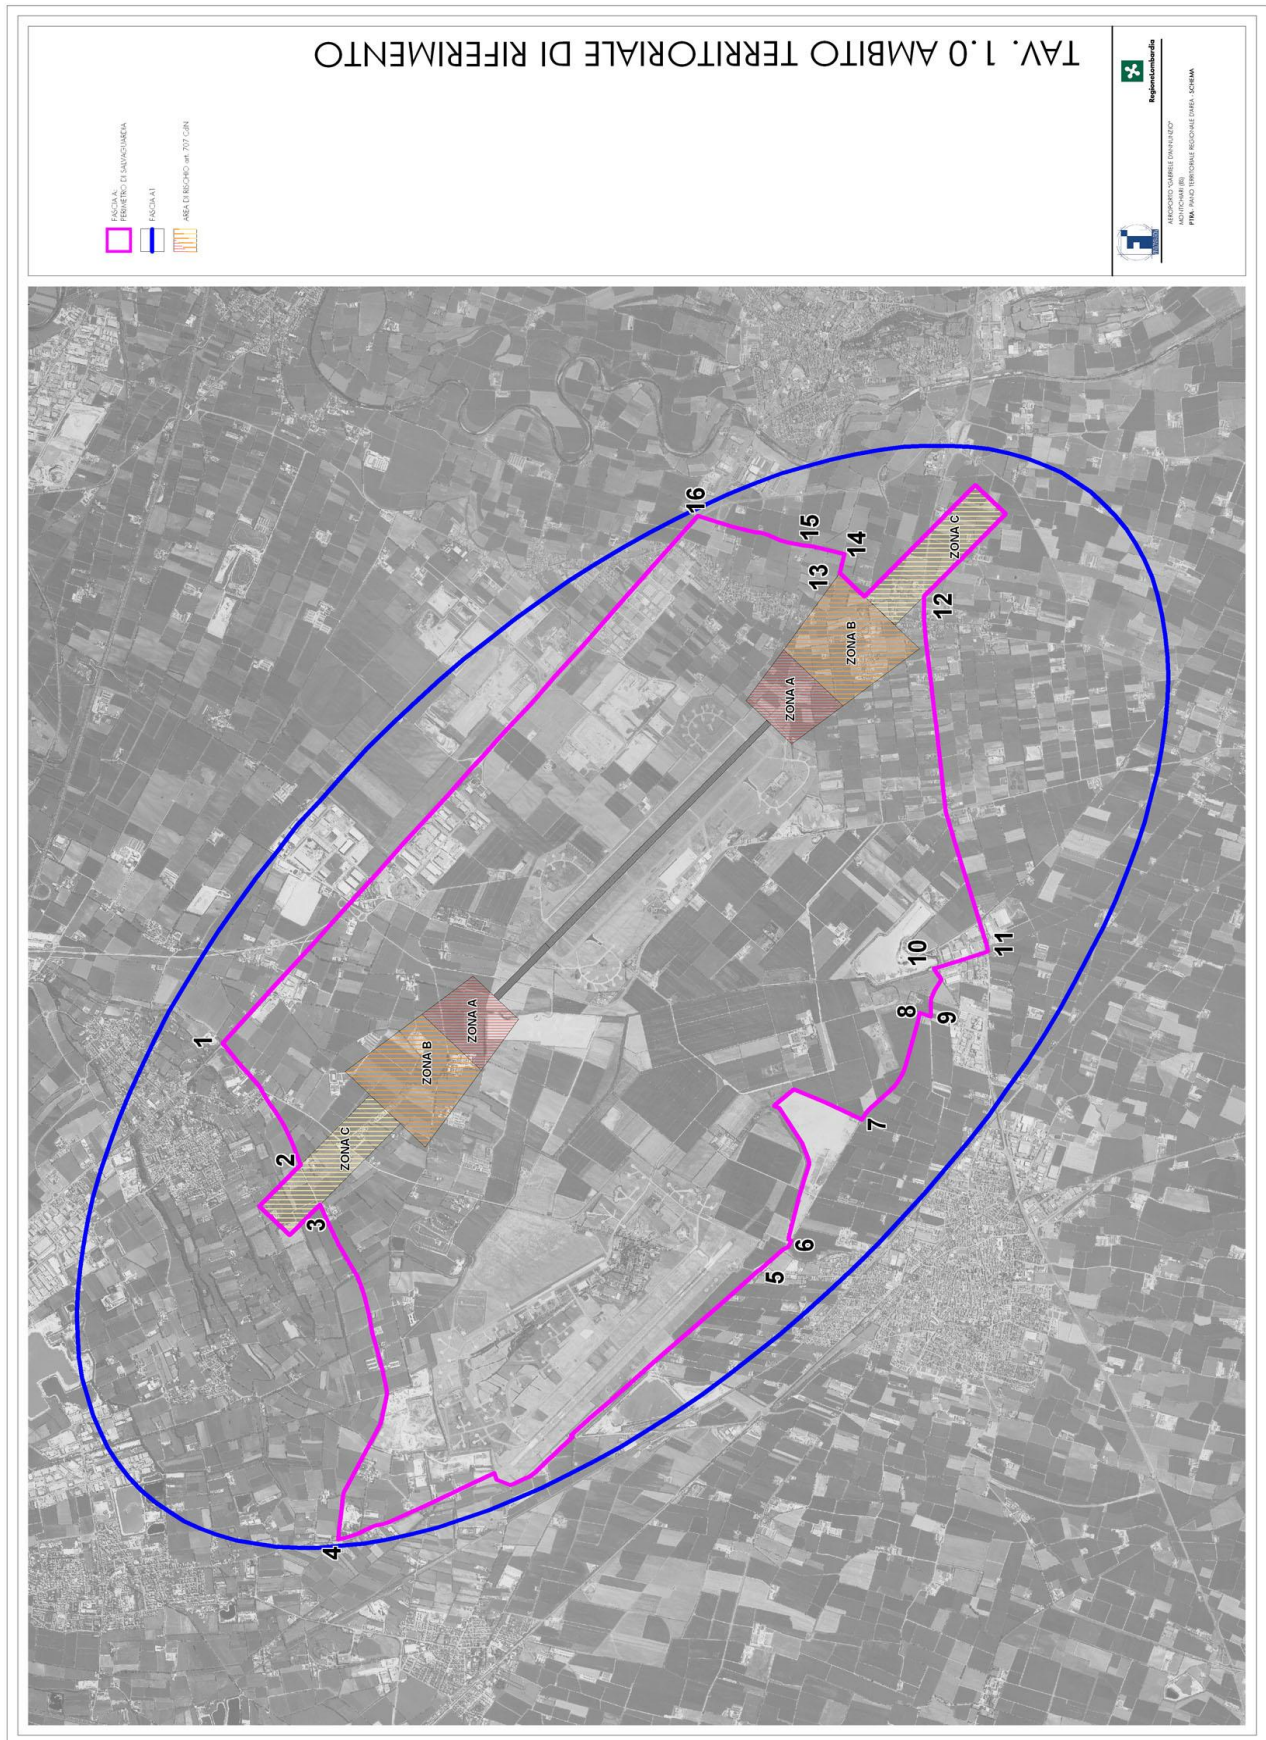 TAV. 1.0 AMBITO TERRITORIALE DI RIFERIMENTO
FASCIA A:
PERIMETRO DI SALVAGUARDIA
FASCIA A1
AREA DI RISCHIO art. 707 CdN
RegioneLombardia
AEROPORTO "GABRIELE D'ANNUNZIO"
MONTICHIARI (BS)
PTRA - PIANO TERRITORIALE REGIONALE D'AREA - SCHEMA
1
2
3
4
5
6
7
8
9
10
11
12
13
14
15
16
ZONA C
ZONA B
ZONA A
ZONA A
ZONA B
ZONA C